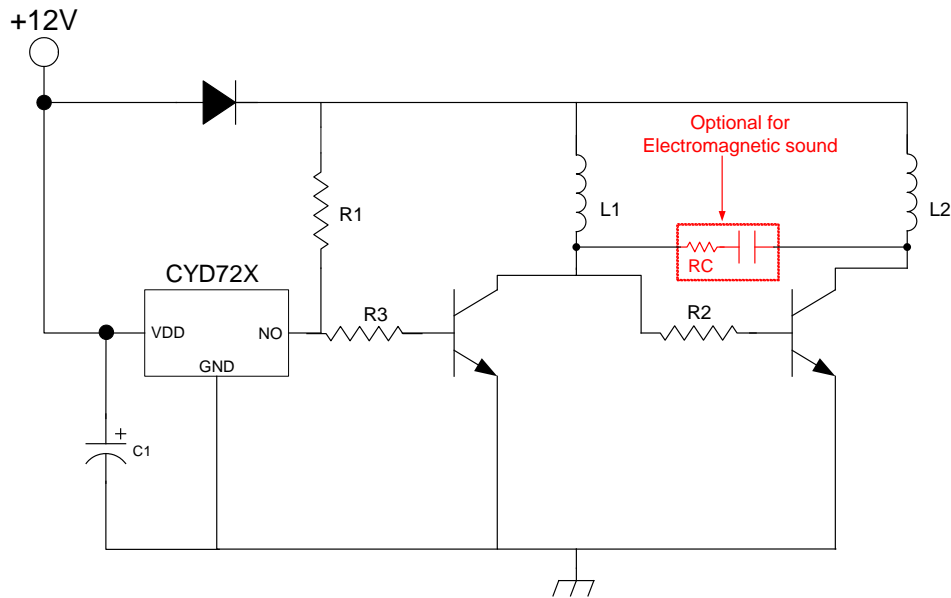 +12V
Optional for
Electromagnetic sound
R1
L1
L2
RC
CYD72X
VDD
NO
GND
R3
R2
+
C1